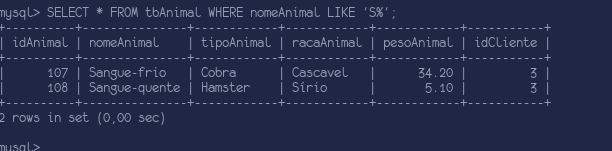 mysql> SELECT * FROM tbAnimal WHERE nomeAnimal LIKE 'S%';
+----------+---------------+------------+------------+------------+-----------+
| idAnimal | nomeAnimal    | tipoAnimal | racaAnimal | pesoAnimal | idCliente |
+----------+---------------+------------+------------+------------+-----------+
|      107 | Sangue-frio   | Cobra      | Cascavel   |      34.20 |         3 |
|      108 | Sangue-quente | Hamster    | Sírio      |       5.10 |         3 |
+----------+---------------+------------+------------+------------+-----------+
2 rows in set (0,00 sec)
mysql>